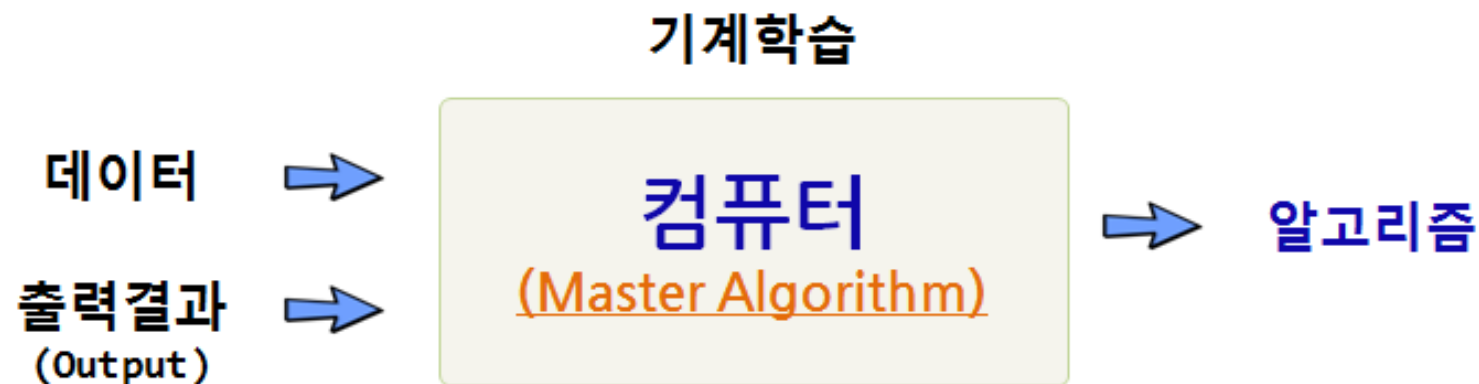 기계학습
데이터
컴퓨터
(Master Algorithm)
알고리즘
출력결과
(Output)